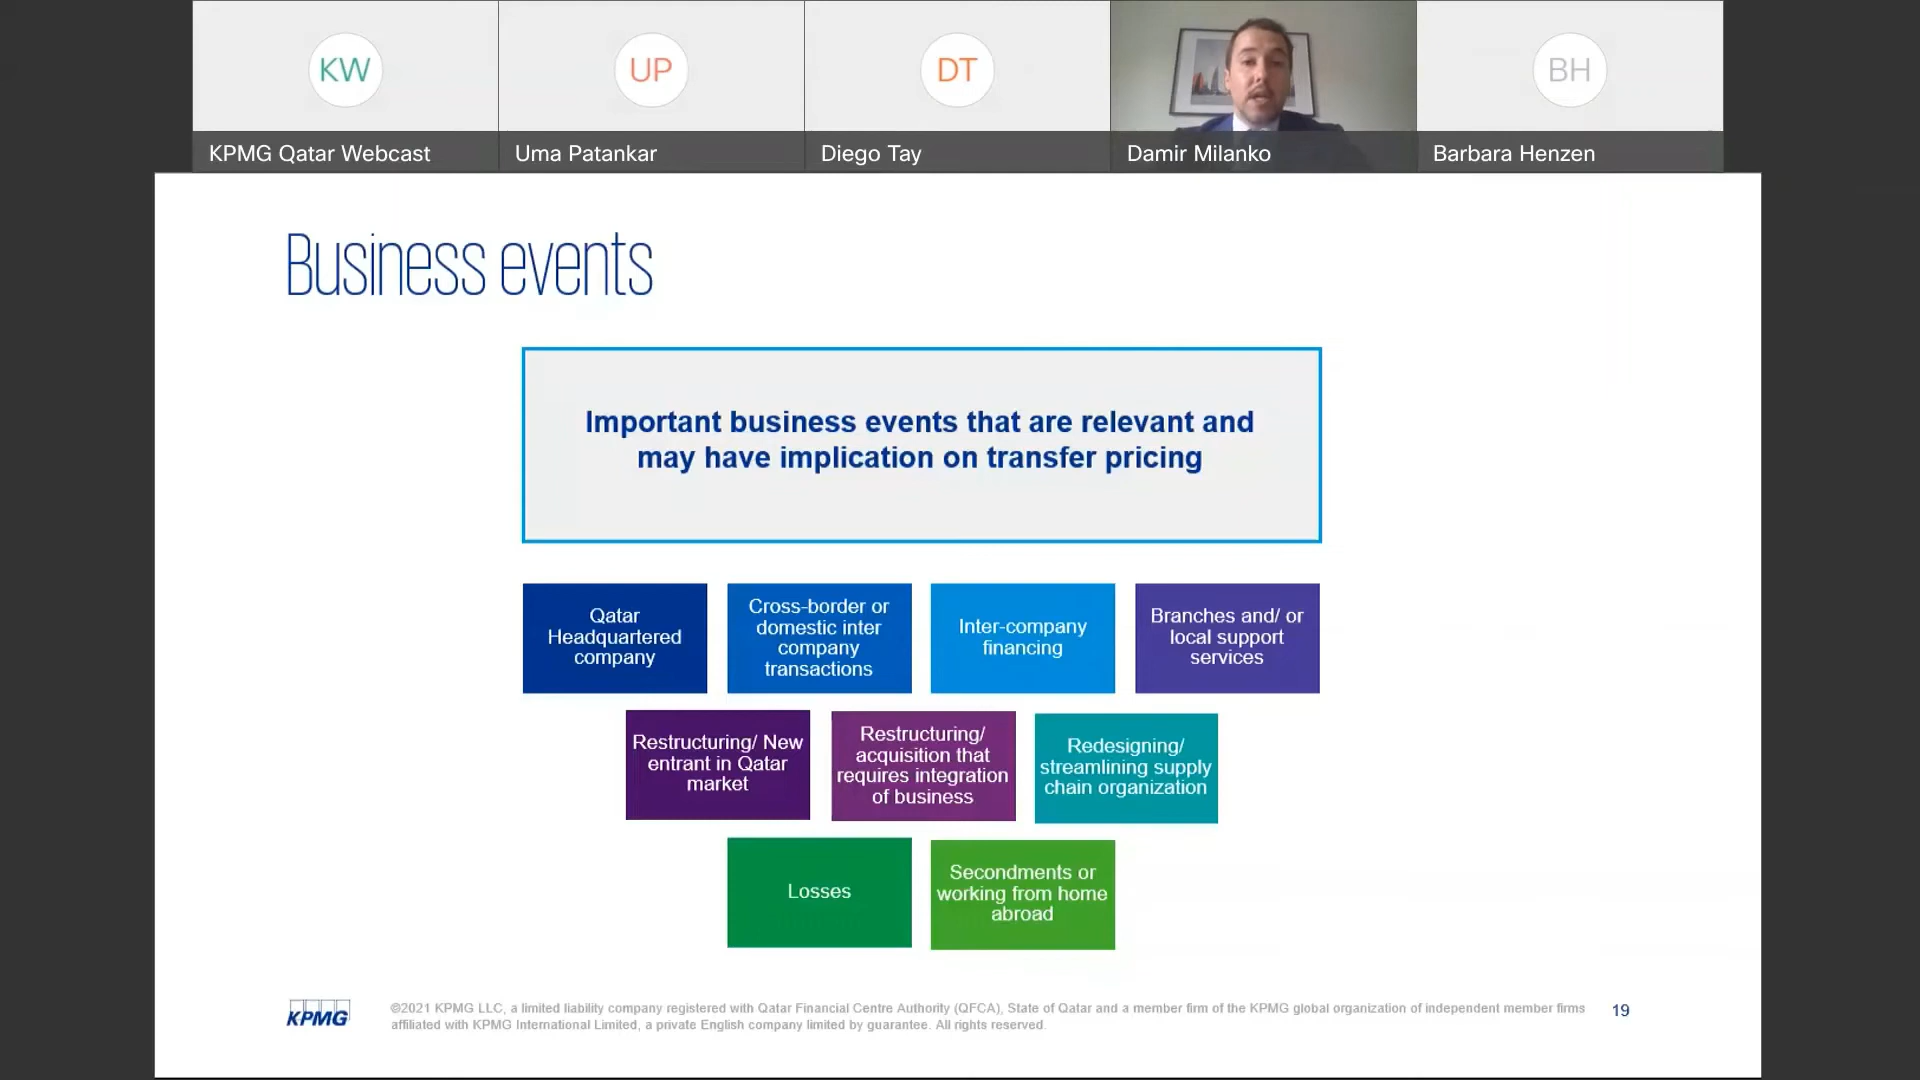 KW
UP
DT
BH
KPMG Qatar Webcast
Uma Patankar
Diego Tay
Damir Milanko
Barbara Henzen
Business events
Important business events that are relevant and
may have implication on transfer pricing
Qatar
Headquartered
company
Cross-border or
domestic inter
company
transactions
Inter-company
financing
Branches and/ or
local support
services
Restructuring/ New
entrant in Qatar
market
Restructuring/
acquisition that
requires integration
of business
Redesigning/
streamlining supply
chain organization
Losses
Secondments or
working from home
abroad
KPMG
©2021 KPMG LLC, a limited liability company registered with Qatar Financial Centre Authority (QFCA), State of Qatar and a member firm of the KPMG global organization of independent member firms
affiliated with KPMG International Limited, a private English company limited by guarantee. All rights reserved.
19